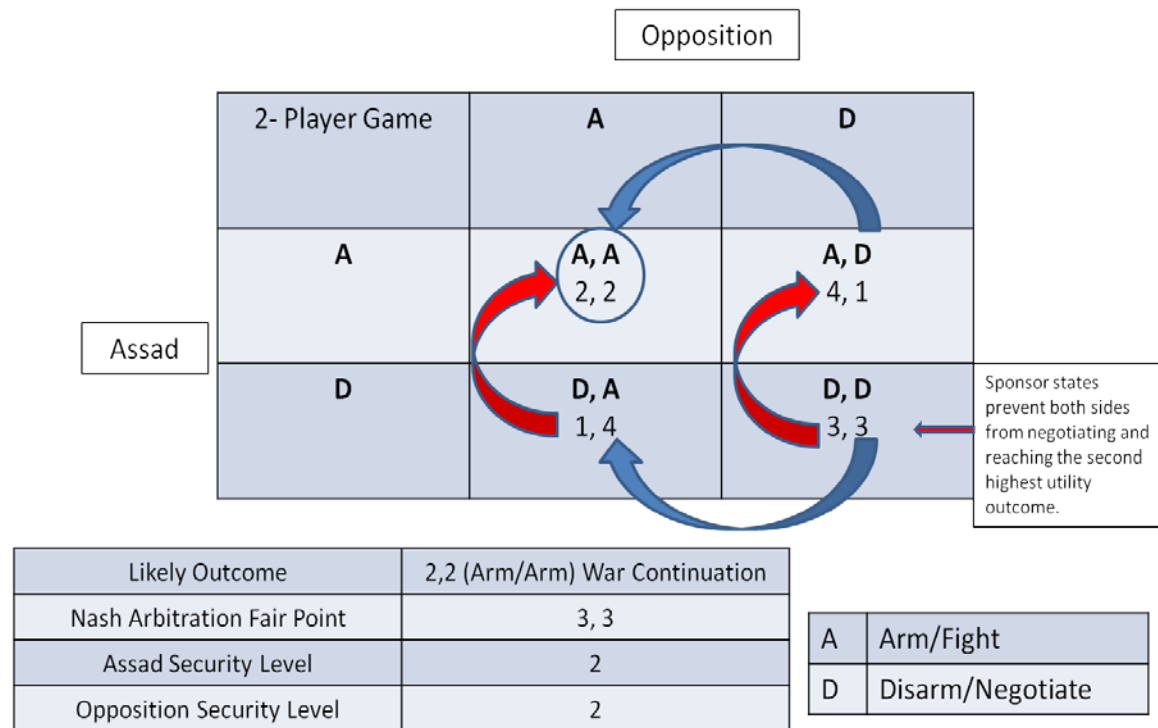 Opposition
2- Player Game
A
D
A
A, A
2, 2
A, D
4, 1
Assad
D
D, A
1, 4
D, D
3, 3
Sponsor states
prevent both sides
from negotiating and
reaching the second
highest utility
outcome.
Likely Outcome
2,2 (Arm/Arm) War Continuation
Nash Arbitration Fair Point
3, 3
Assad Security Level
2
Opposition Security Level
2
A
Arm/Fight
D
Disarm/Negotiate